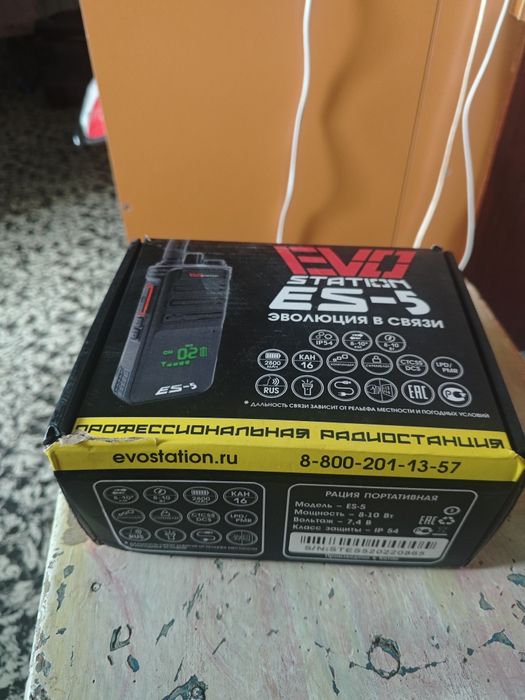 EVO
STATION
ES-5
ЭВОЛЮЦИЯ В СВЯЗИ
IP54
2800
КАН
16
CTCSS
DCS
LPD/
PMR
RUS
EAC
ES-5
* ДАЛЬНОСТЬ СВЯЗИ ЗАВИСИТ ОТ РЕЛЬЕФА МЕСТНОСТИ И ПОГОДНЫХ УСЛОВИЙ
ПРОФЕССИОНАЛЬНАЯ РАДИОСТАНЦИЯ
evostation.ru 8-800-201-13-57
2800
КАН
16
CTCSS
DCS
LPD/
PMR
RUS
РАЦИЯ ПОРТАТИВНАЯ
Модель – ES-5
Мощность – 8-10 Вт
Вольтаж – 7,4 В
Класс защиты – IP 54
EAC
S/N:STES520220865